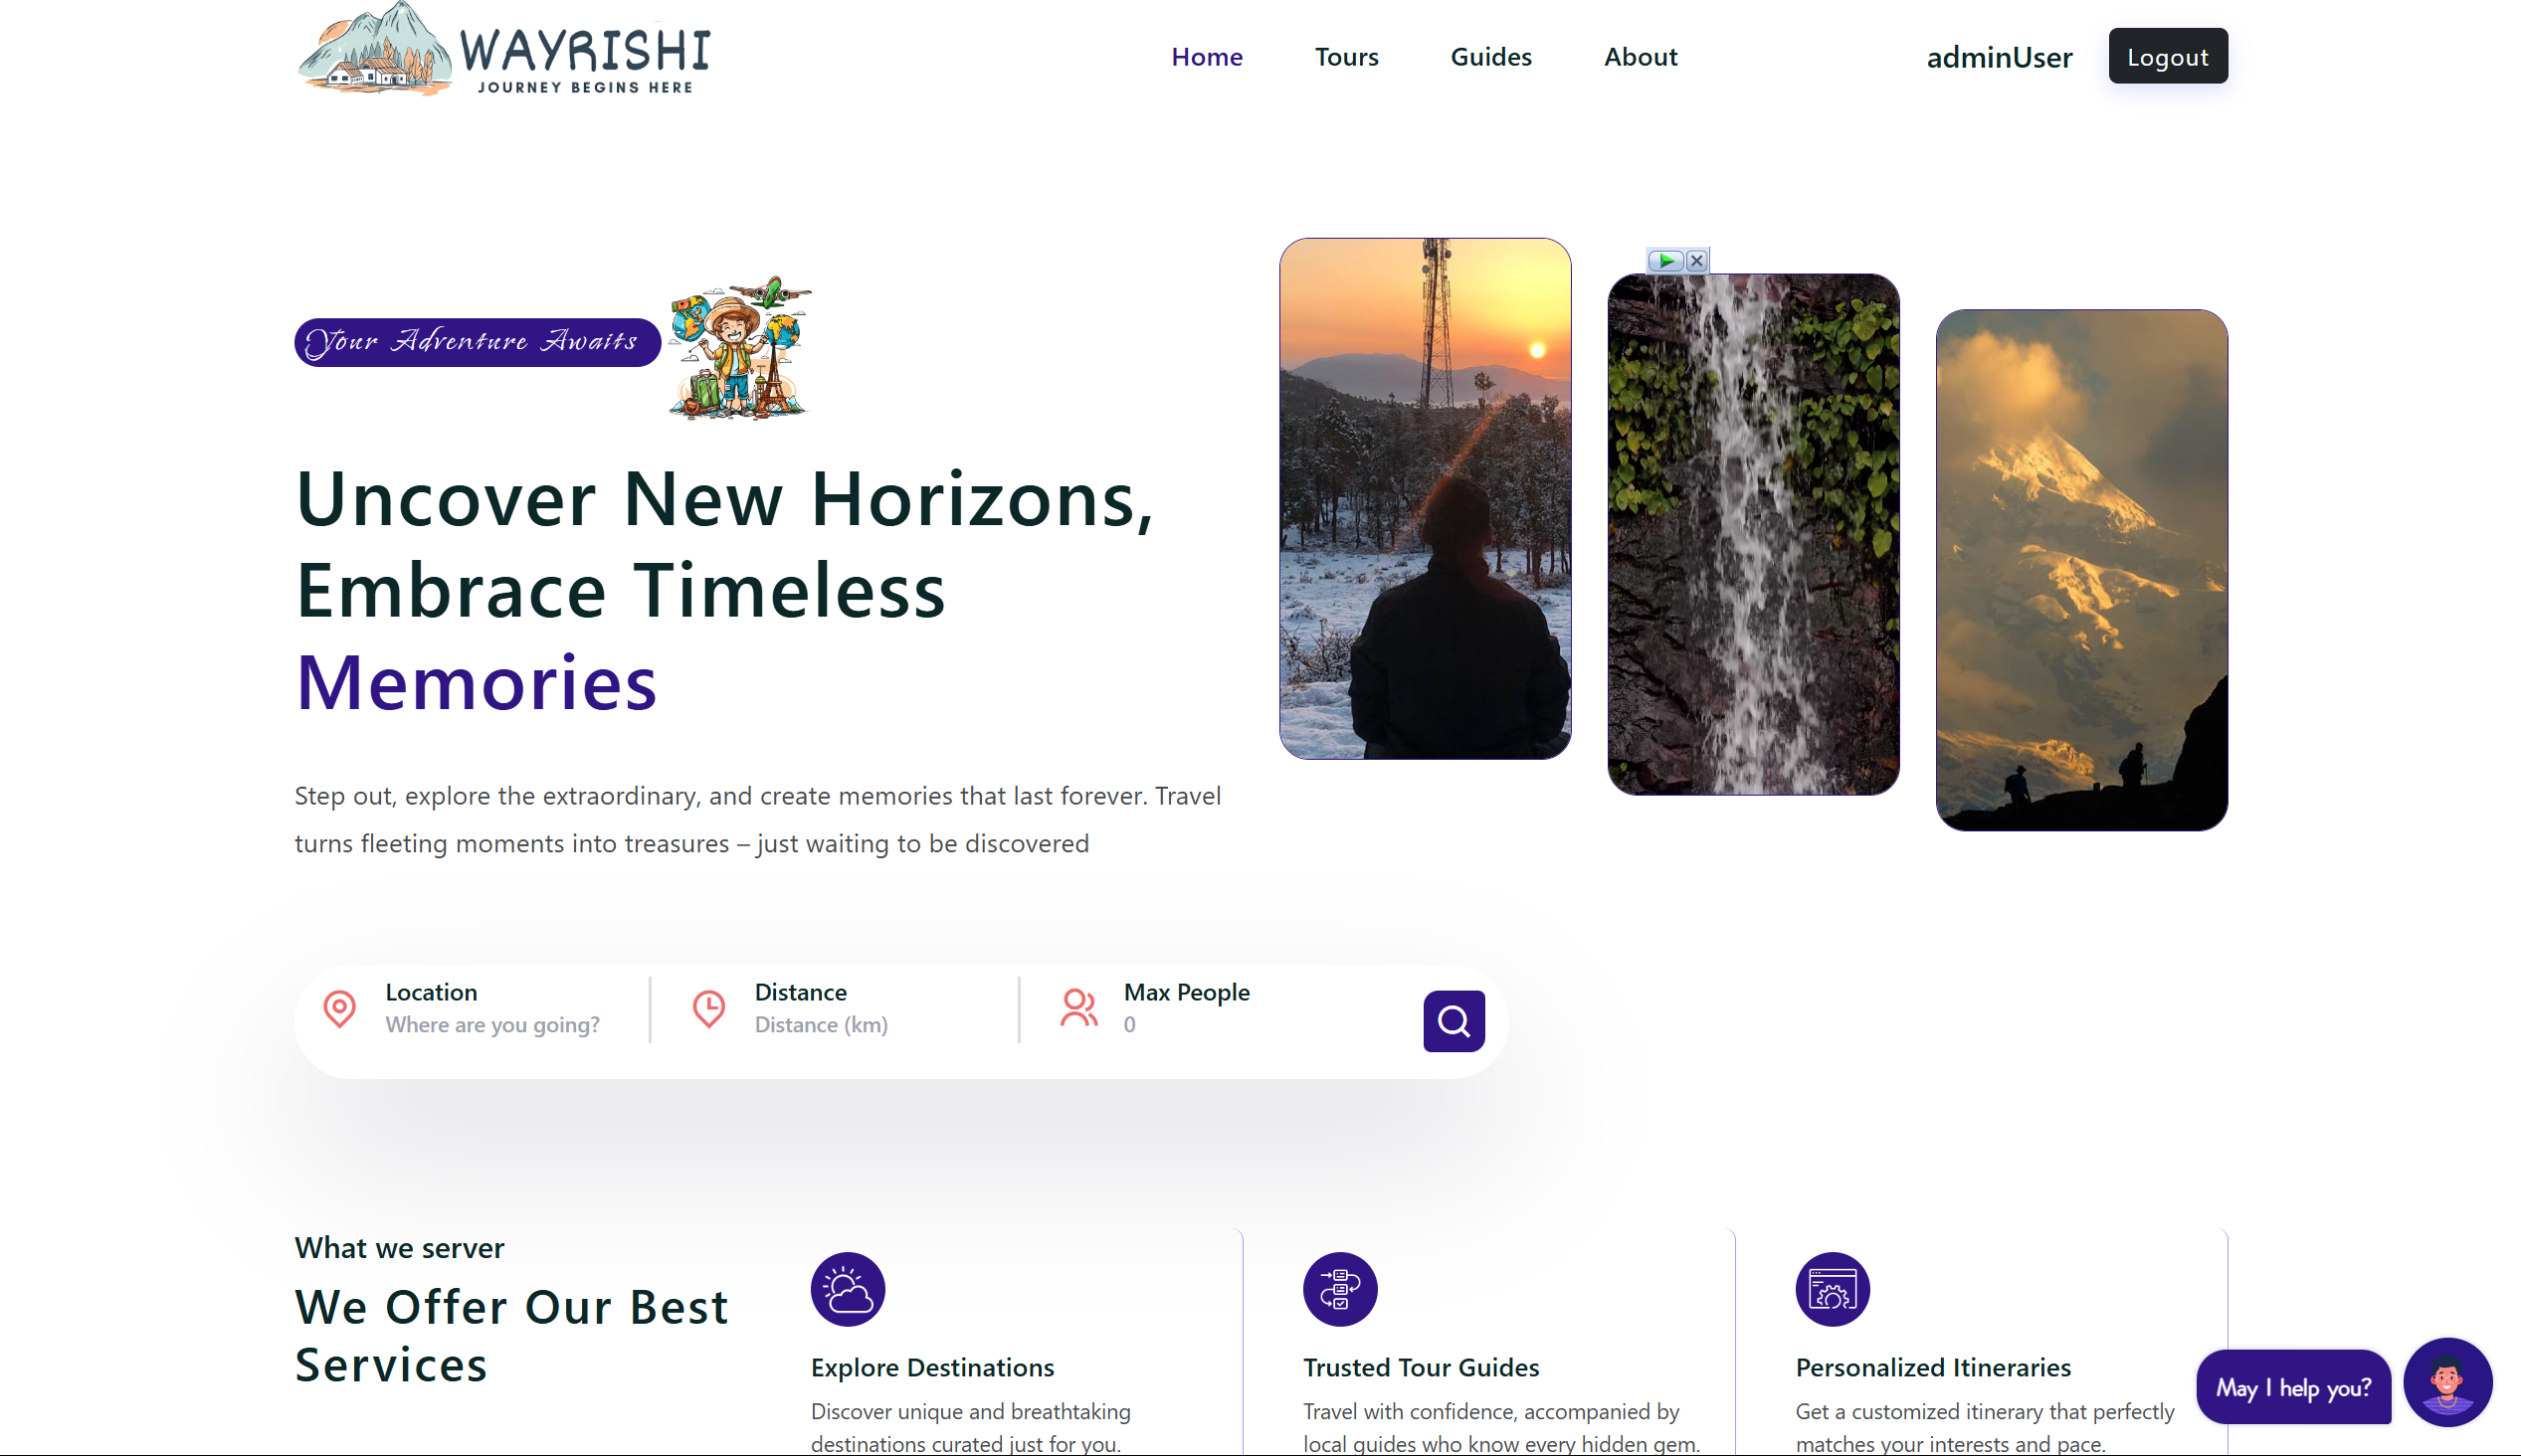 WAYRISHI
JOURNEY BEGINS HERE
Home
Tours
Guides
About
adminUser
Logout
Your Adventure Awaits
Uncover New Horizons,
Embrace Timeless
Memories
Step out, explore the extraordinary, and create memories that last forever. Travel
turns fleeting moments into treasures – just waiting to be discovered
Location
Where are you going?
Distance
Distance (km)
Max People
0
What we server
We Offer Our Best
Services
Explore Destinations
Discover unique and breathtaking
destinations curated just for you.
Trusted Tour Guides
Travel with confidence, accompanied by
local guides who know every hidden gem.
Personalized Itineraries
Get a customized itinerary that perfectly
matches your interests and pace.
May I help you?